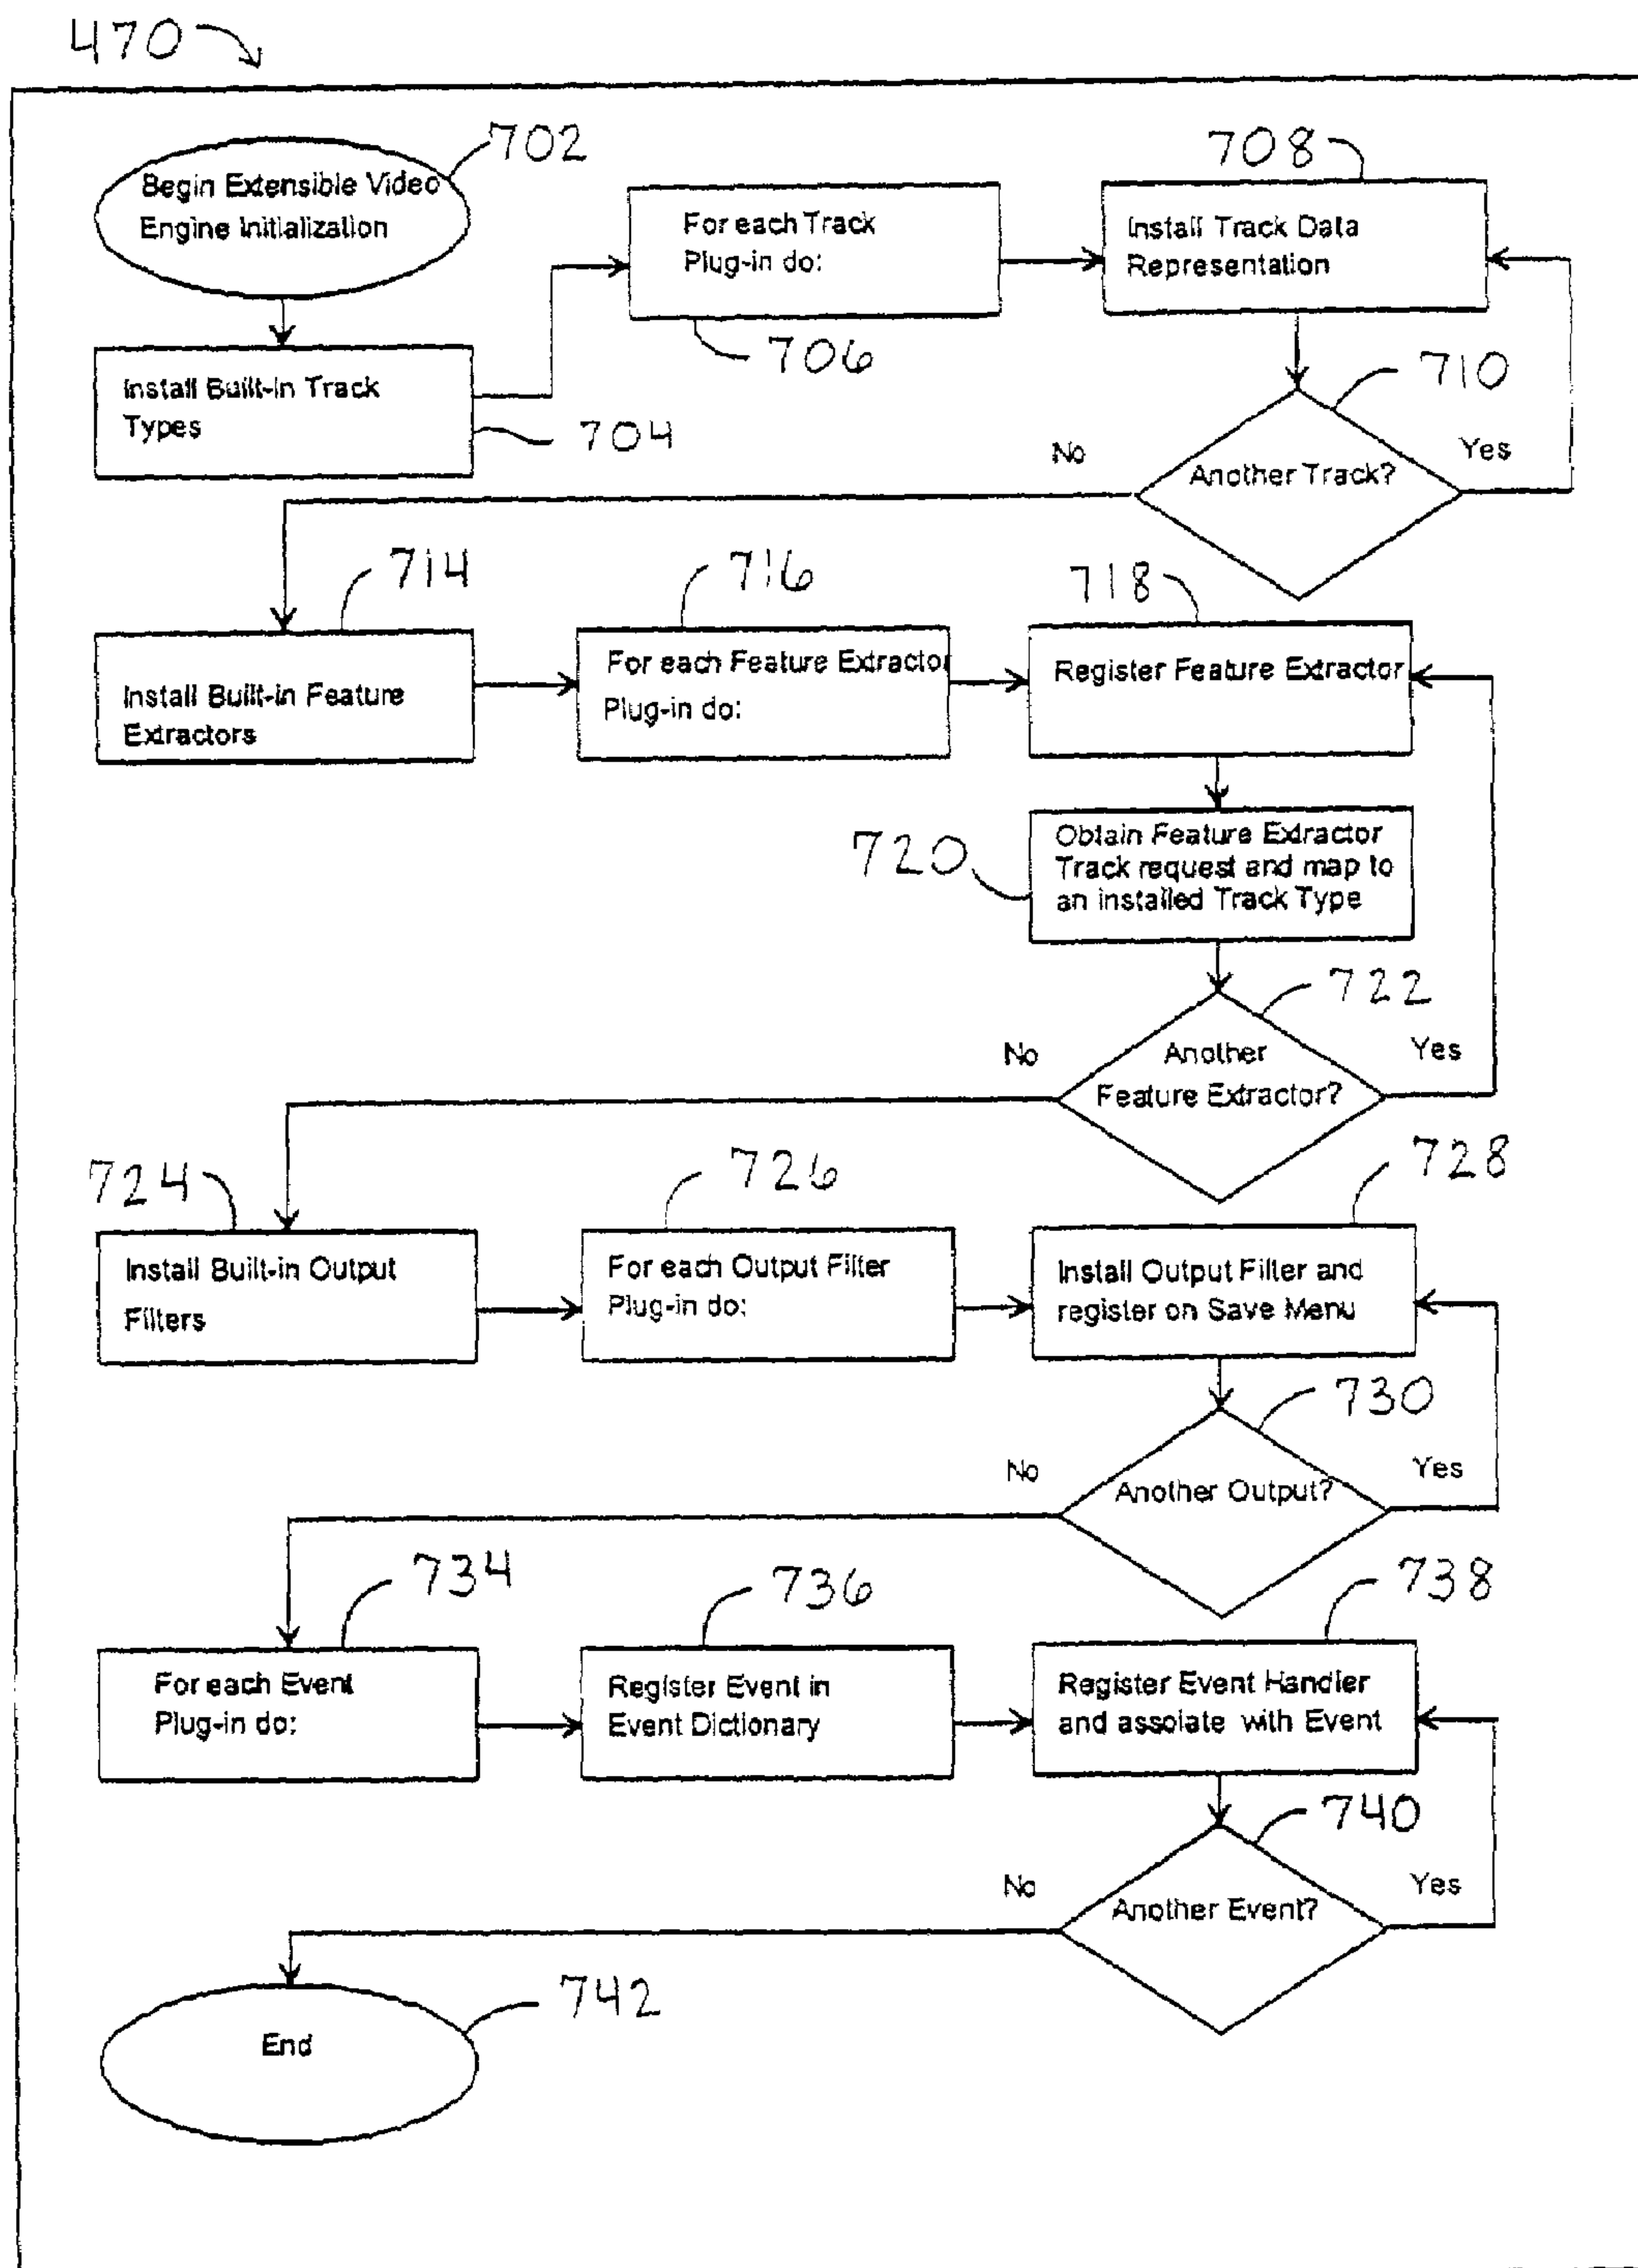 470
702
Begin Extensible Video
Engine Initialization
708
For each Track
Plug-in do:
Install Track Data
Representation
706
710
Install Built-in Track
Types
704
No
Another Track?
Yes
714
716
718
Install Built-in Feature
Extractors
For each Feature Extractor
Plug-in do:
Register Feature Extractor
720
Obtain Feature Extractor
Track request and map to
an installed Track Type
722
No
Another
Feature Extractor?
Yes
724
726
728
Install Built-in Output
Filters
For each Output Filter
Plug-in do:
Install Output Filter and
register on Save Menu
730
No
Another Output?
Yes
734
736
738
For each Event
Plug-in do:
Register Event in
Event Dictionary
Register Event Handler
and assolate with Event
740
No
Another Event?
Yes
742
End